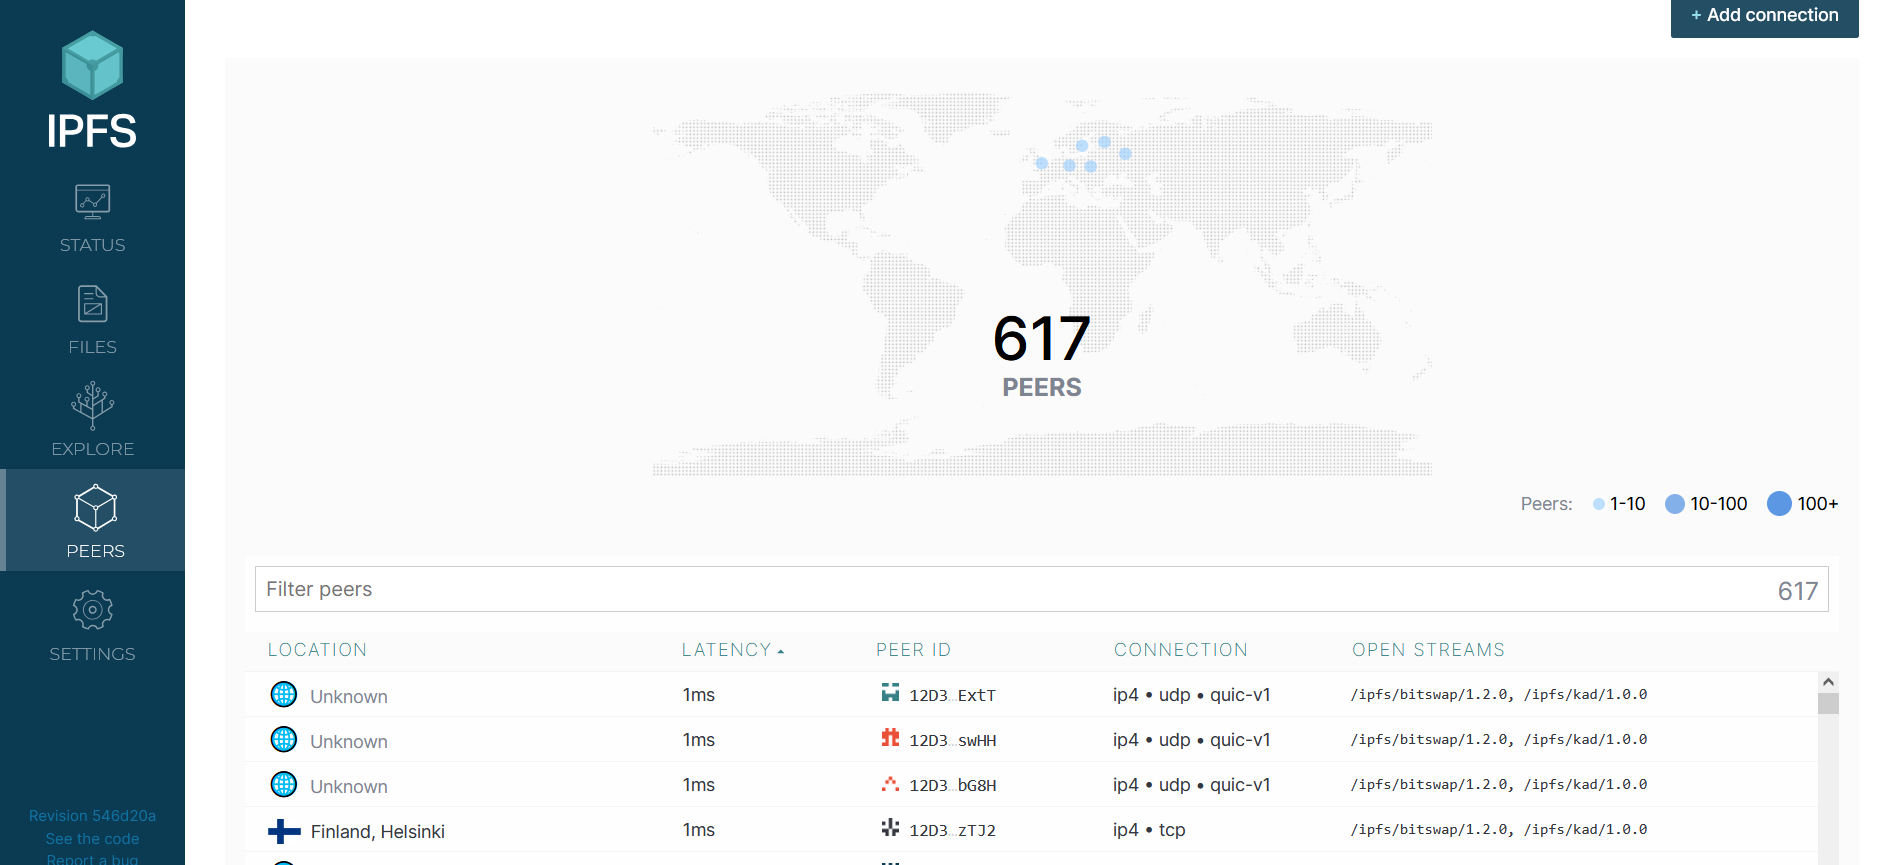 + Add connection
IPFS
STATUS
FILES
EXPLORE
PEERS
SETTINGS
Revision 546d20a
See the code
Report a bug
617
PEERS
Peers: 1-10 10-100 100+
Filter peers 617
LOCATION LATENCY PEER ID CONNECTION OPEN STREAMS
Unknown 1ms 12D3…ExtT ip4 • udp • quic-v1 /ipfs/bitswap/1.2.0, /ipfs/kad/1.0.0
Unknown 1ms 12D3…swHH ip4 • udp • quic-v1 /ipfs/bitswap/1.2.0, /ipfs/kad/1.0.0
Unknown 1ms 12D3…bG8H ip4 • udp • quic-v1 /ipfs/bitswap/1.2.0, /ipfs/kad/1.0.0
Finland, Helsinki 1ms 12D3…zTJ2 ip4 • tcp /ipfs/bitswap/1.2.0, /ipfs/kad/1.0.0